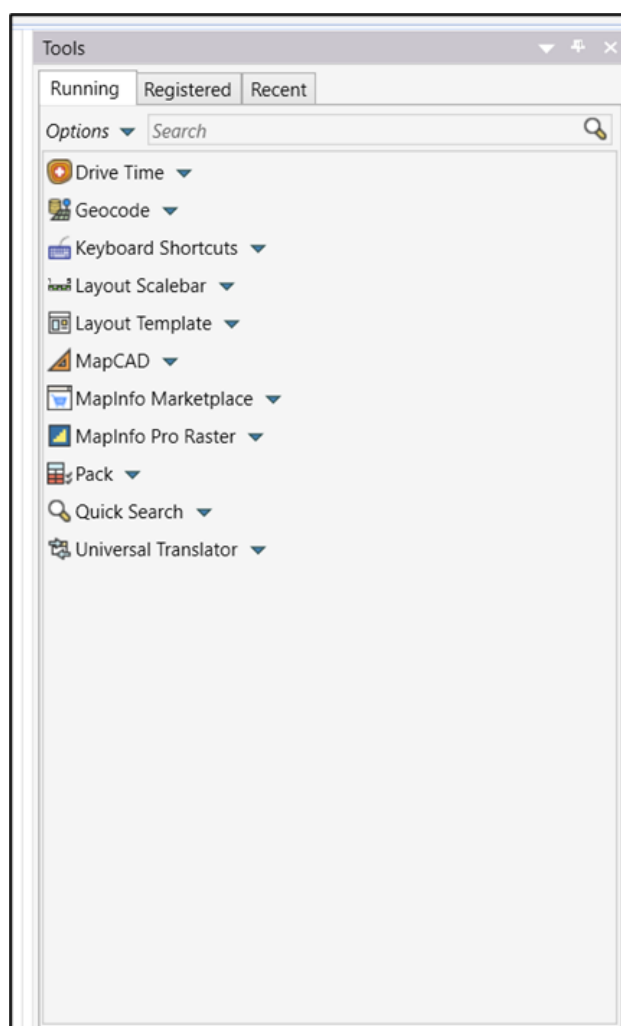 Tools
Running Registered Recent
Options Search
Drive Time
Geocode
Keyboard Shortcuts
Layout Scalebar
Layout Template
MapCAD
MapInfo Marketplace
MapInfo Pro Raster
Pack
Quick Search
Universal Translator